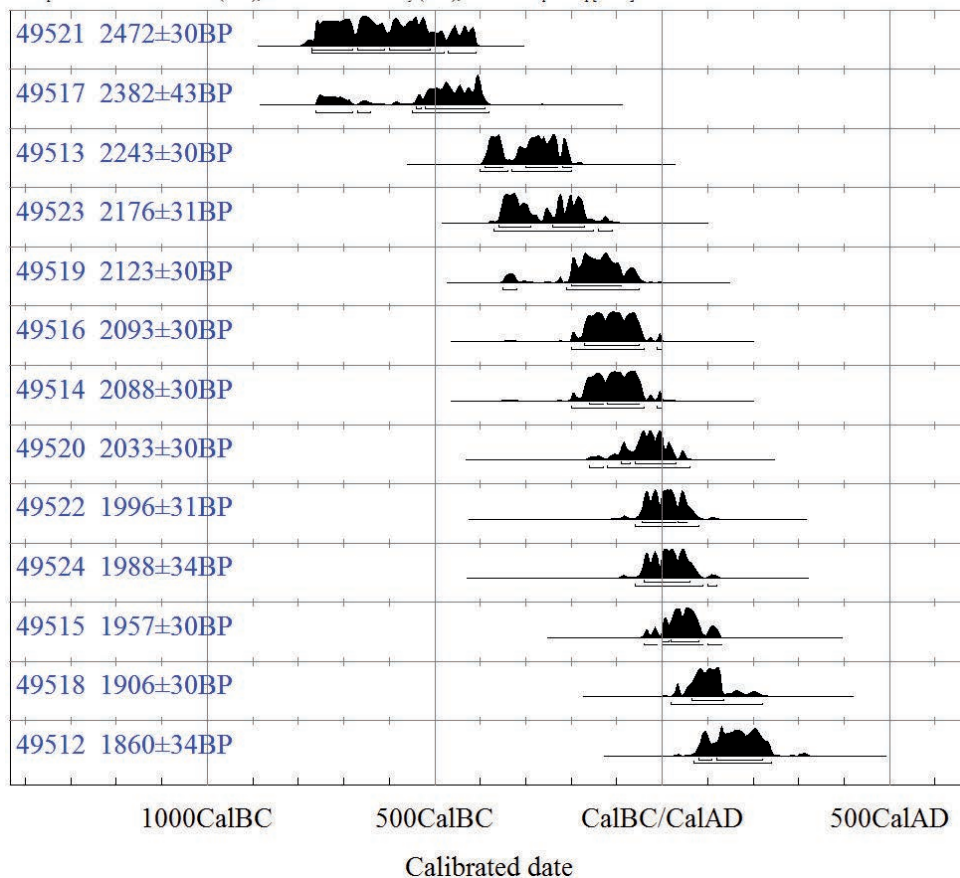 49521 2472±30BP
49517 2382±43BP
49513 2243±30BP
49523 2176±31BP
49519 2123±30BP
49516 2093±30BP
49514 2088±30BP
49520 2033±30BP
49522 1996±31BP
49524 1988±34BP
49515 1957±30BP
49518 1906±30BP
49512 1860±34BP
1000CalBC 500CalBC CalBC/CalAD 500CalAD
Calibrated date